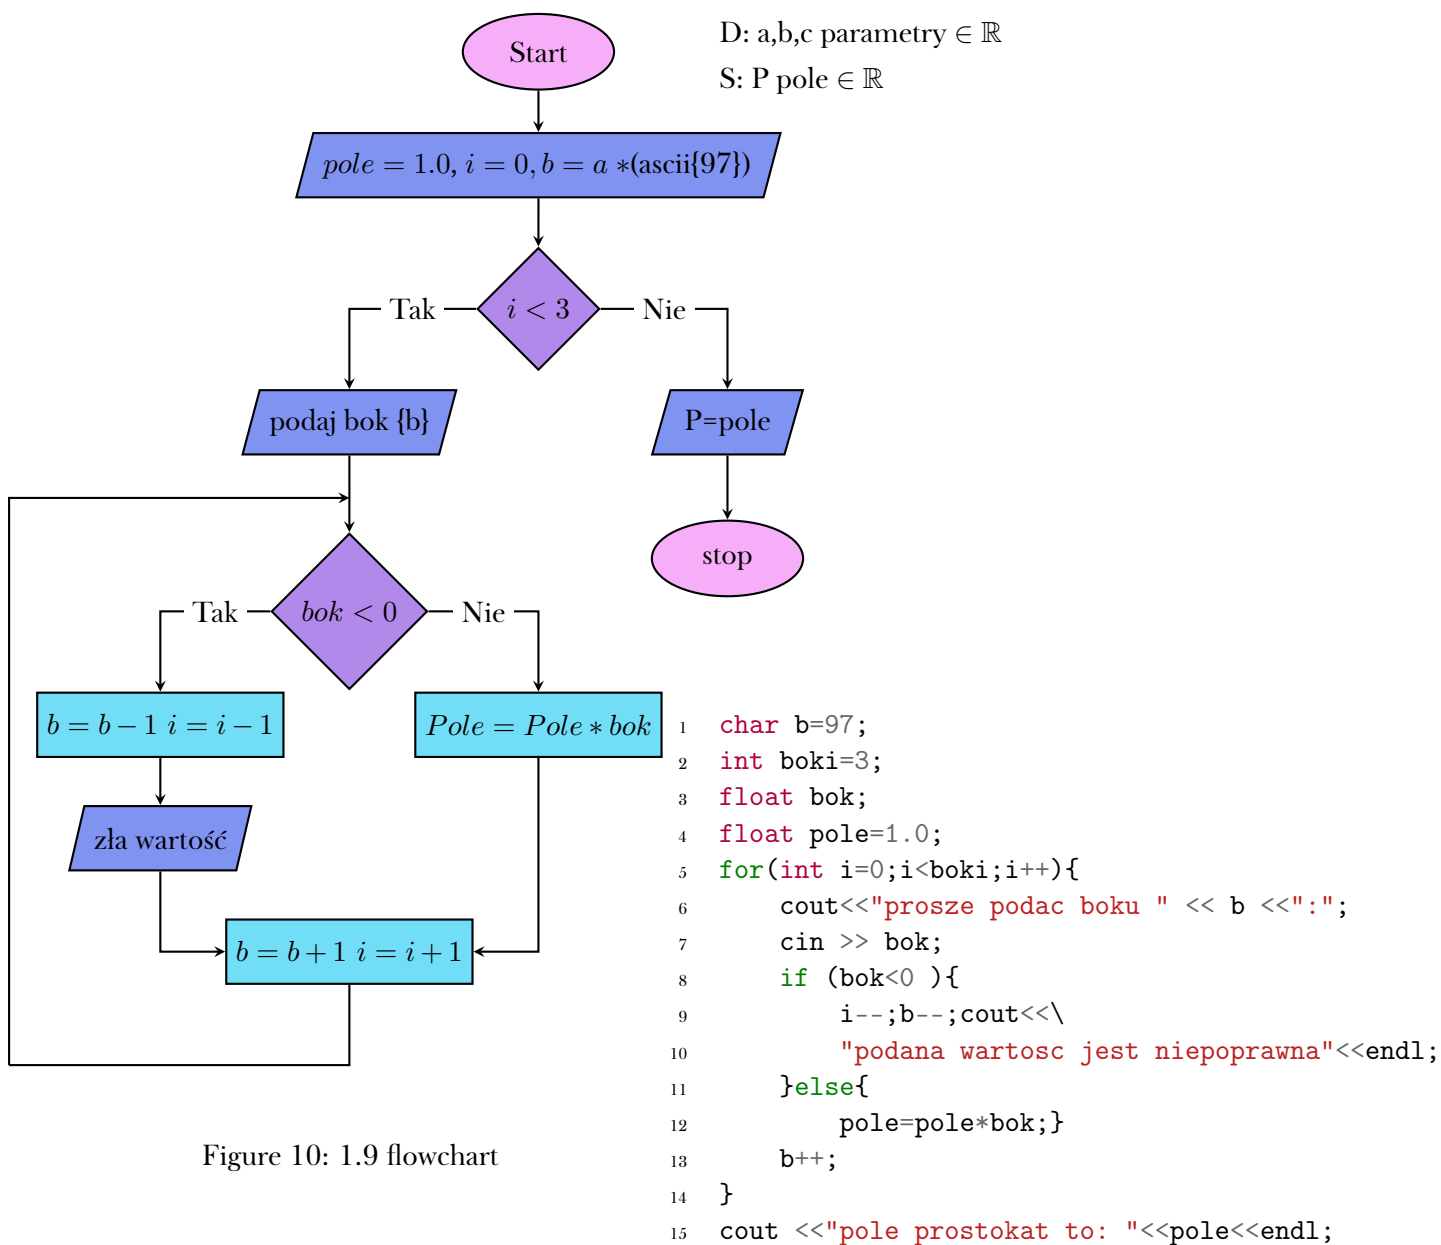 Start
D: a,b,c parametry ∈ ℝ
S: P pole ∈ ℝ
pole = 1.0, i = 0, b = a *(ascii{97})
Tak
i < 3
Nie
podaj bok {b}
P=pole
stop
Tak
bok < 0
Nie
b = b − 1 i = i − 1
Pole = Pole * bok
zła wartość
b = b + 1 i = i + 1
Figure 10: 1.9 flowchart
1 char b=97;
2 int boki=3;
3 float bok;
4 float pole=1.0;
5 for(int i=0;i<boki;i++){
6 cout<<"prosze podac boku " << b <<":";
7 cin >> bok;
8 if (bok<0 ){
9 i--;b--;cout<<\
10 "podana wartosc jest niepoprawna"<<endl;
11 }else{
12 pole=pole*bok;}
13 b++;
14 }
15 cout <<"pole prostokat to: "<<pole<<endl;